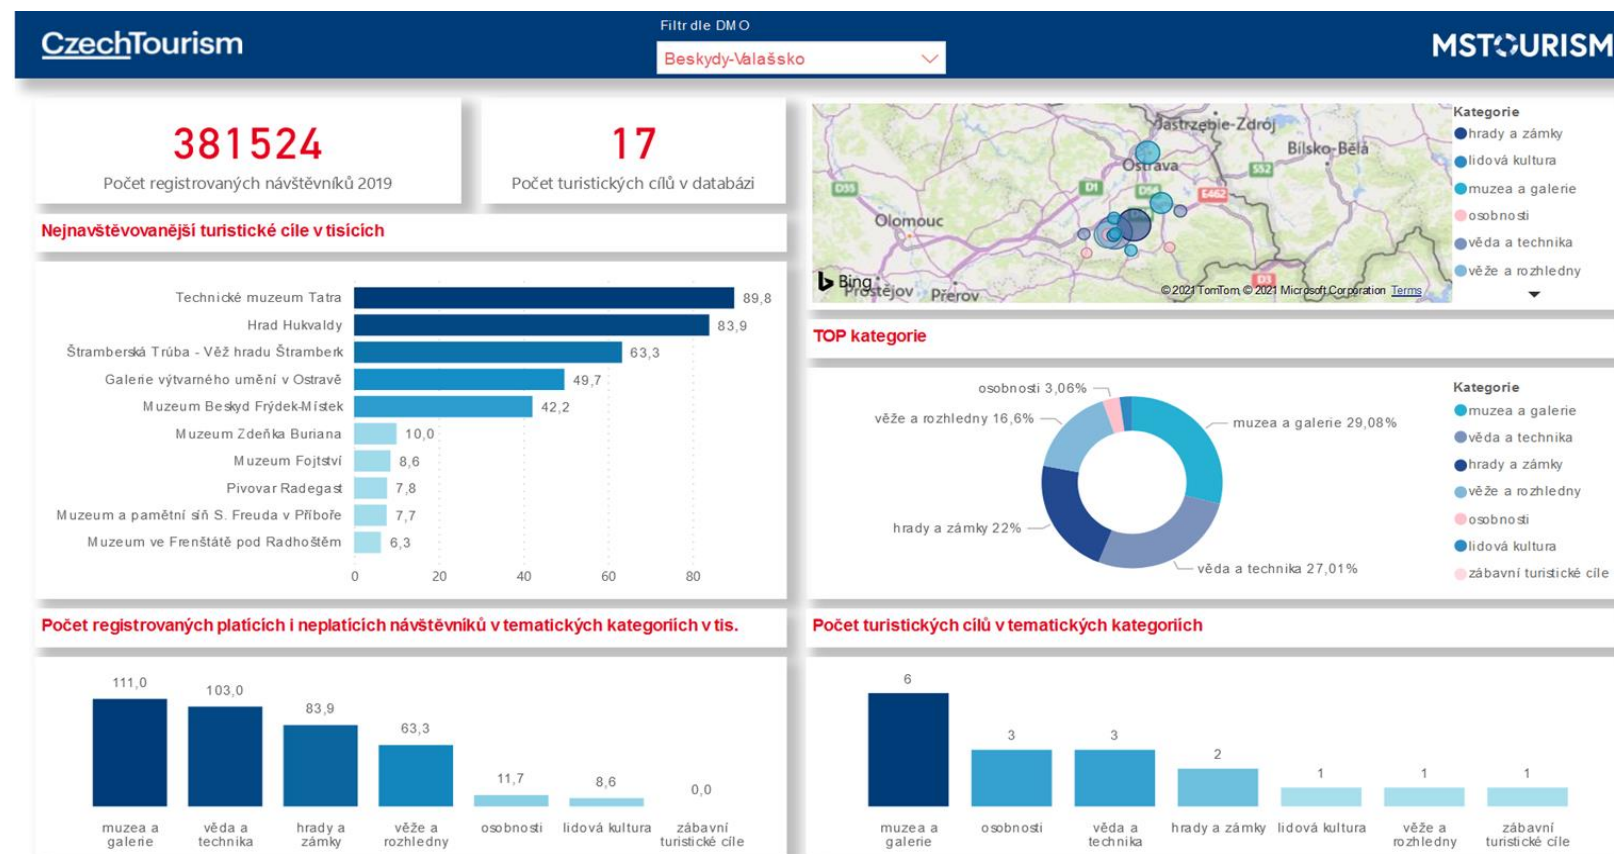 CzechTourism
Filtr dle DMO
Beskydy-Valašsko
MSTOURISM
381524
Počet registrovaných návštěvníků 2019
17
Počet turistických cílů v databázi
Nejnavštěvovanější turistické cíle v tisících
Technické muzeum Tatra 89,8
Hrad Hukvaldy 83,9
Štramberská Trúba - Věž hradu Štramberk 63,3
Galerie výtvarného umění v Ostravě 49,7
Muzeum Beskyd Frýdek-Místek 42,2
Muzeum Zdeňka Buriana 10,0
Muzeum Fojtství 8,6
Pivovar Radegast 7,8
Muzeum a pamětní síň S. Freuda v Příboře 7,7
Muzeum ve Frenštátě pod Radhoštěm 6,3
0 20 40 60 80
Jastrzębie-Zdrój
Bílsko-Bělá
Ostrava
S52
D55
D1
D56
E462
Olomouc
D3
Bing
Prostějov
Přerov
© 2021 TomTom, © 2021 Microsoft Corporation Terms
Kategorie
hrady a zámky
lidová kultura
muzea a galerie
osobnosti
věda a technika
věže a rozhledny
TOP kategorie
osobnosti 3,06%
věže a rozhledny 16,6%
muzea a galerie 29,08%
hrady a zámky 22%
věda a technika 27,01%
Kategorie
muzea a galerie
věda a technika
hrady a zámky
věže a rozhledny
osobnosti
lidová kultura
zábavní turistické cíle
Počet registrovaných platících i neplatících návštěvníků v tematických kategoriích v tis.
111,0 103,0 83,9 63,3 11,7 8,6 0,0
muzea a věda a hrady a věže a osobnosti lidová kultura zábavní
galerie technika zámky rozhledny turistické cíle
Počet turistických cílů v tematických kategoriích
6 3 3 2 1 1 1
muzea a osobnosti věda a hrady a zámky lidová kultura věže a zábavní
galerie technika rozhledny turistické cíle